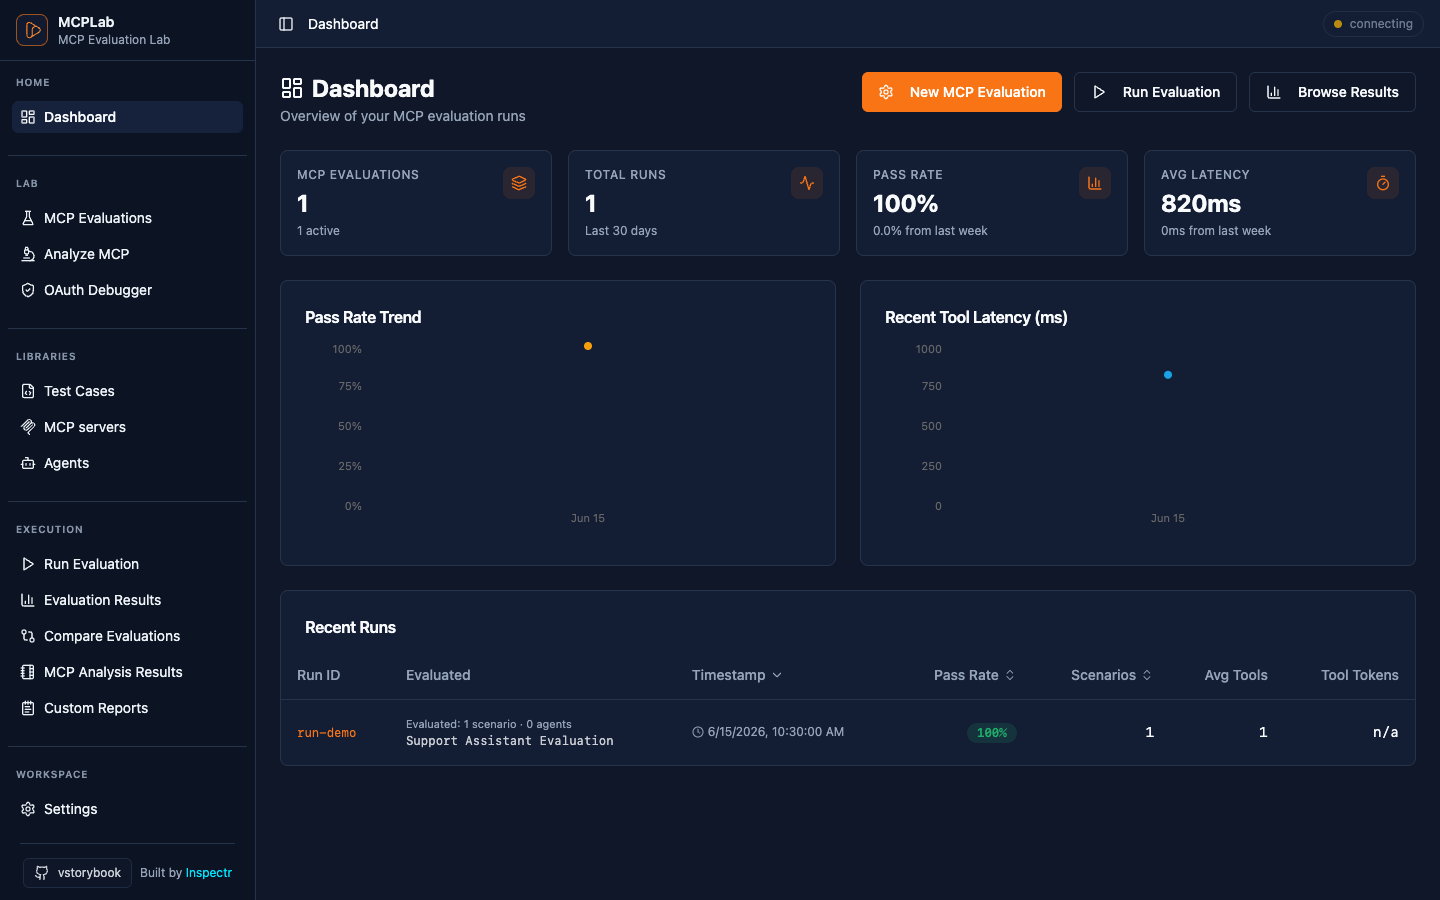 MCPLab
MCP Evaluation Lab
HOME
Dashboard
LAB
MCP Evaluations
Analyze MCP
OAuth Debugger
LIBRARIES
Test Cases
MCP servers
Agents
EXECUTION
Run Evaluation
Evaluation Results
Compare Evaluations
MCP Analysis Results
Custom Reports
WORKSPACE
Settings
vstorybook
Built by Inspectr
Dashboard
connecting
Dashboard
Overview of your MCP evaluation runs
New MCP Evaluation
Run Evaluation
Browse Results
MCP EVALUATIONS
1
1 active
TOTAL RUNS
1
Last 30 days
PASS RATE
100%
0.0% from last week
AVG LATENCY
820ms
0ms from last week
Pass Rate Trend
100%
75%
50%
25%
0%
Jun 15
Recent Tool Latency (ms)
1000
750
500
250
0
Jun 15
Recent Runs
Run ID Evaluated Timestamp Pass Rate Scenarios Avg Tools Tool Tokens
run-demo
Evaluated: 1 scenario · 0 agents
Support Assistant Evaluation
6/15/2026, 10:30:00 AM
100%
1
1
n/a